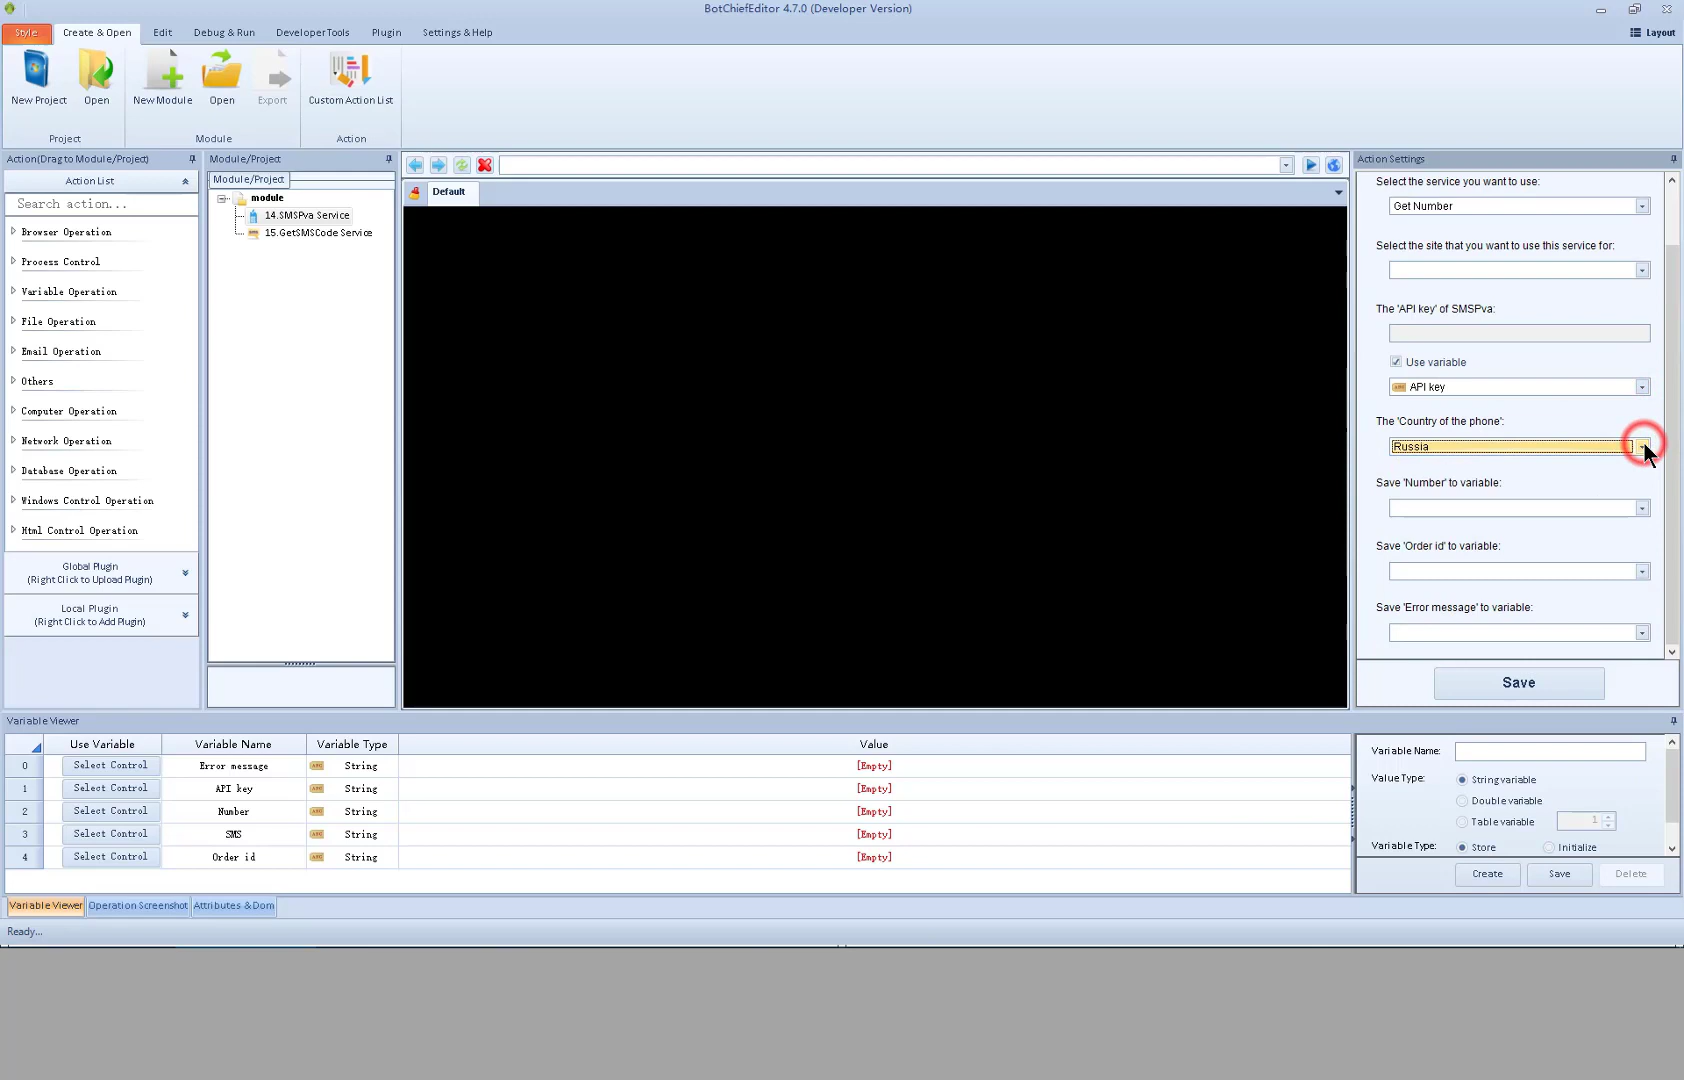 BotChiefEditor 4.7.0 (Developer Version)
Style
Create & Open
Edit
Debug & Run
DeveloperTools
Plugin
Settings & Help
Layout
New Project
Open
New Module
Open
Export
Custom Action List
Project
Module
Action
Action(Drag to Module/Project)
Module/Project
Action Settings
Action List
Search action...
Browser Operation
Process Control
Variable Operation
File Operation
Email Operation
Others
Computer Operation
Network Operation
Database Operation
Windows Control Operation
Html Control Operation
Global Plugin
(Right Click to Upload Plugin)
Local Plugin
(Right Click to Add Plugin)
Module/Project
module
14.SMSPva Service
15.GetSMSCode Service
Default
Select the service you want to use:
Get Number
Select the site that you want to use this service for:
The 'API key' of SMSPva:
Use variable
API key
The 'Country of the phone':
Russia
Save 'Number' to variable:
Save 'Order id' to variable:
Save 'Error message' to variable:
Save
Variable Viewer
Use Variable Variable Name Variable Type Value
0 Select Control Error message ABC String [Empty]
1 Select Control API key ABC String [Empty]
2 Select Control Number ABC String [Empty]
3 Select Control SMS ABC String [Empty]
4 Select Control Order id ABC String [Empty]
Variable Name:
Value Type:
String variable
Double variable
Table variable
1
Variable Type:
Store
Initialize
Create
Save
Delete
Variable Viewer
Operation Screenshot
Attributes & Dom
Ready...